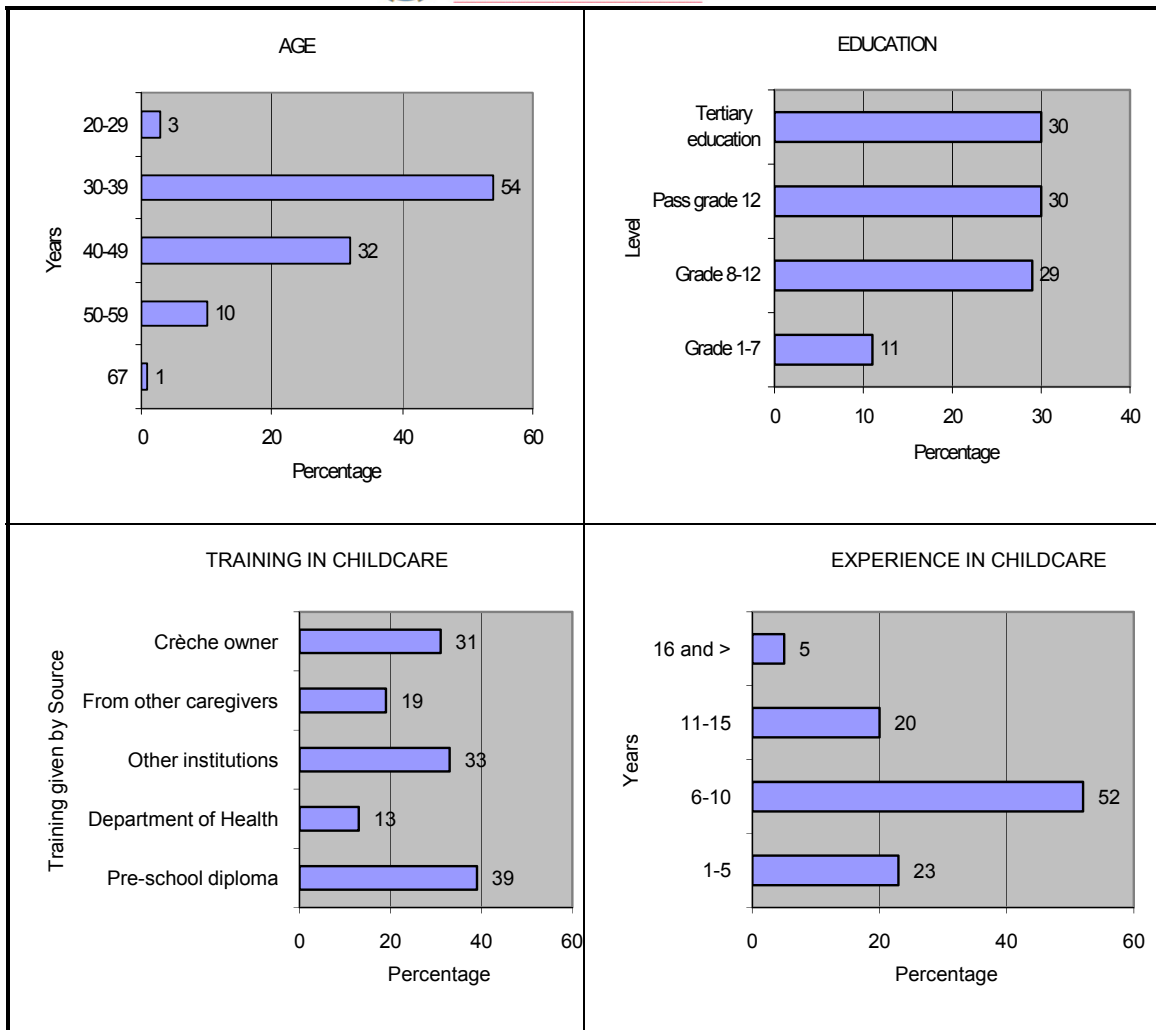 AGE
Years
20-29
3
30-39
54
40-49
32
50-59
10
67
1
0 20 40 60
Percentage
EDUCATION
Level
Tertiary
education
30
Pass grade 12
30
Grade 8-12
29
Grade 1-7
11
0 10 20 30 40
Percentage
TRAINING IN CHILDCARE
Training given by Source
Crèche owner
31
From other caregivers
19
Other institutions
33
Department of Health
13
Pre-school diploma
39
0 20 40 60
Percentage
EXPERIENCE IN CHILDCARE
Years
16 and >
5
11-15
20
6-10
52
1-5
23
0 20 40 60
Percentage